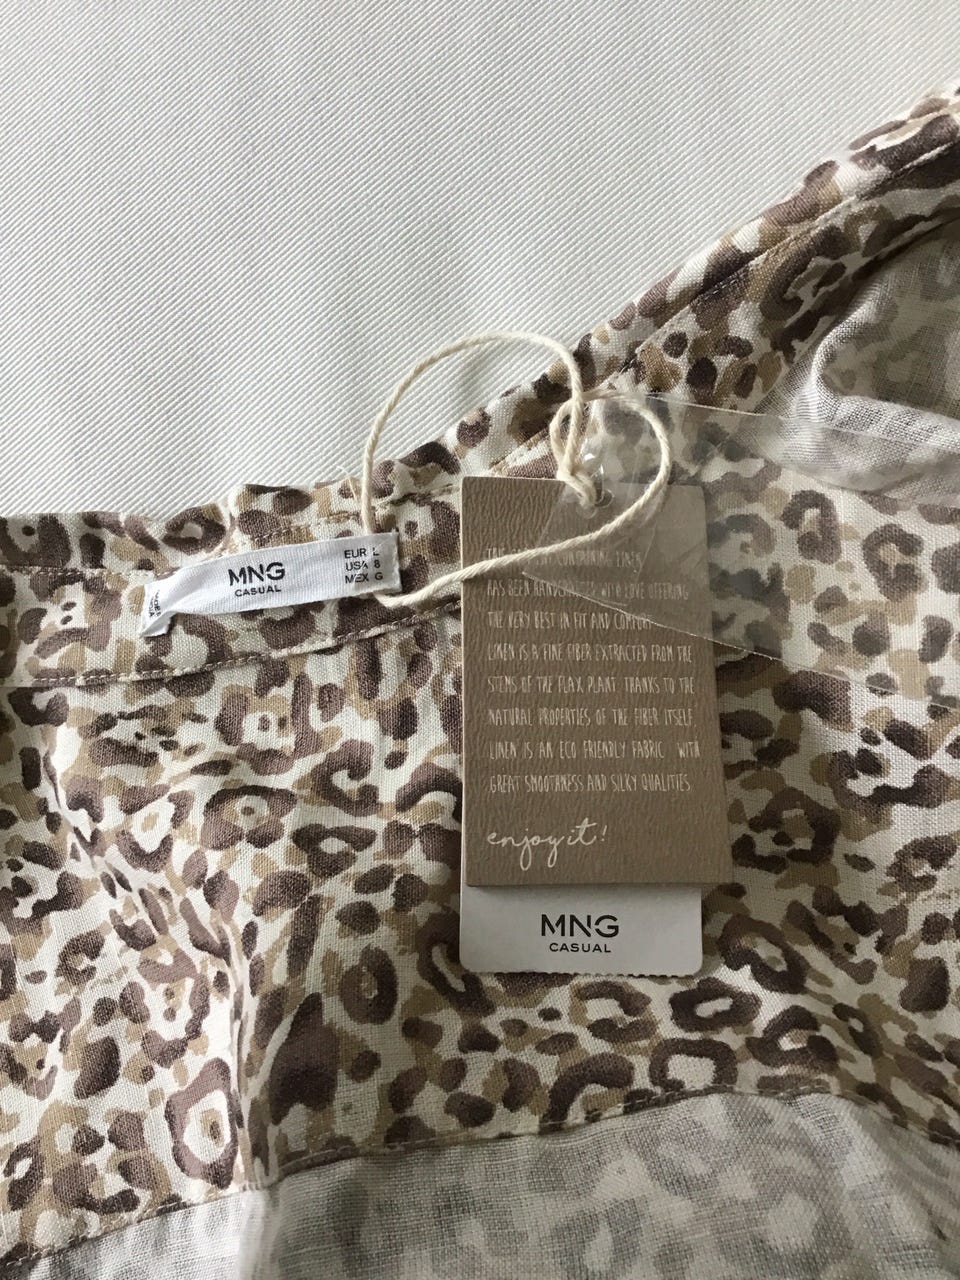 MNG
CASUAL
EUR L
USA 8
MEX G
CONTAINING LINEN
HAS BEEN HANDCRAFTED WITH LOVE OFFERING
THE VERY BEST IN FIT AND COMFORT
LINEN IS A FINE FIBER EXTRACTED FROM THE
STEMS OF THE FLAX PLANT THANKS TO THE
NATURAL PROPERTIES OF THE FIBER ITSELF
LINEN IS AN ECO FRIENDLY FABRIC WITH
GREAT SMOOTHNESS AND SILKY QUALITIES.
enjoy it!
MNG
CASUAL